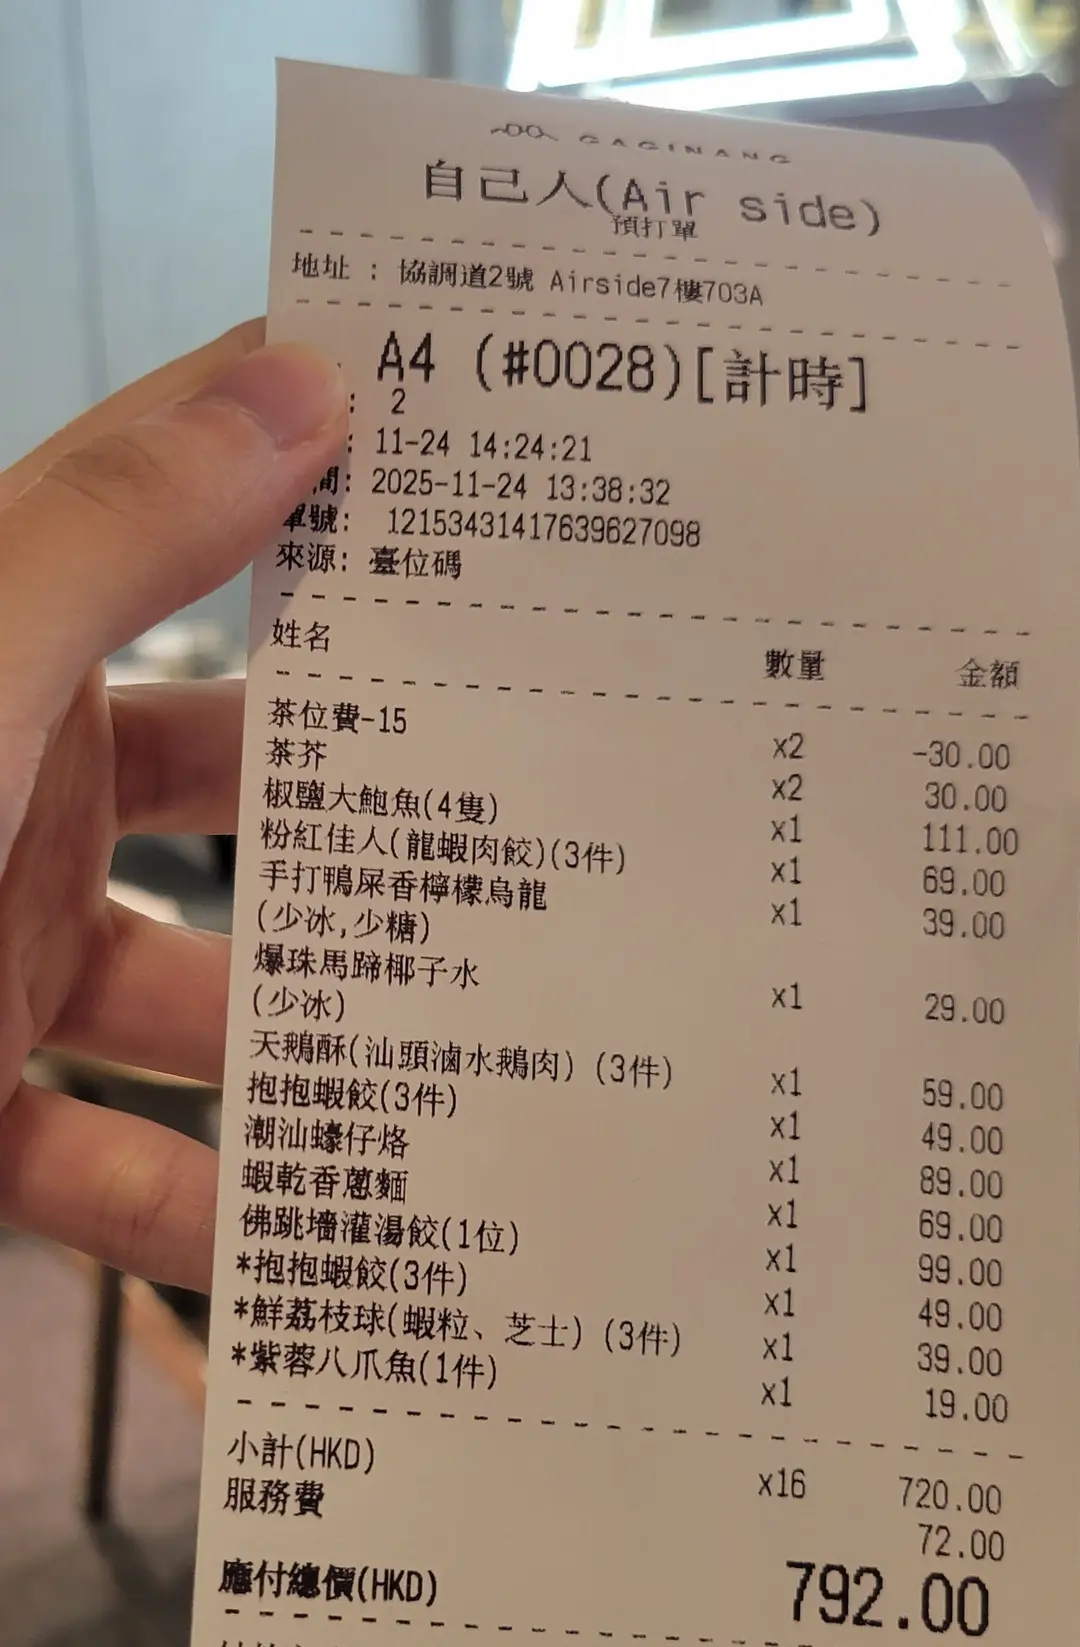 GAGINANG
自己人(Air side)
預打單
地址 : 協調道2號 Airside7樓703A
A4 (#0028)[計時]
: 2
: 11-24 14:24:21
間: 2025-11-24 13:38:32
單號: 12153431417639627098
來源: 臺位碼
姓名 數量 金額
茶位費-15 x2 -30.00
茶芥 x2 30.00
椒鹽大鮑魚(4隻) x1 111.00
粉紅佳人(龍蝦肉餃)(3件) x1 69.00
手打鴨屎香檸檬烏龍 x1 39.00
(少冰,少糖)
爆珠馬蹄椰子水 x1 29.00
(少冰)
天鵝酥(汕頭滷水鵝肉) (3件) x1 59.00
抱抱蝦餃(3件) x1 49.00
潮汕蠔仔烙 x1 89.00
蝦乾香蔥麵 x1 69.00
佛跳墻灌湯餃(1位) x1 99.00
*抱抱蝦餃(3件) x1 49.00
*鮮荔枝球(蝦粒、芝士) (3件) x1 39.00
*紫蓉八爪魚(1件) x1 19.00
小計(HKD) x16 720.00
服務費 72.00
應付總價(HKD) 792.00